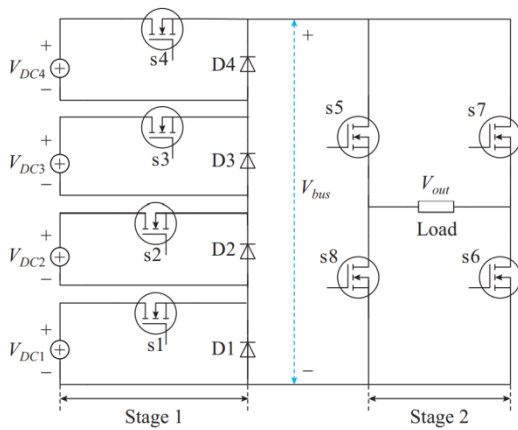 +
s4
D4
+
s5
s7
V_DC4
−
+
s3
D3
V_DC3
−
V_bus
V_out
Load
+
s2
D2
s8
s6
V_DC2
−
+
s1
D1
V_DC1
−
−
Stage 1
Stage 2